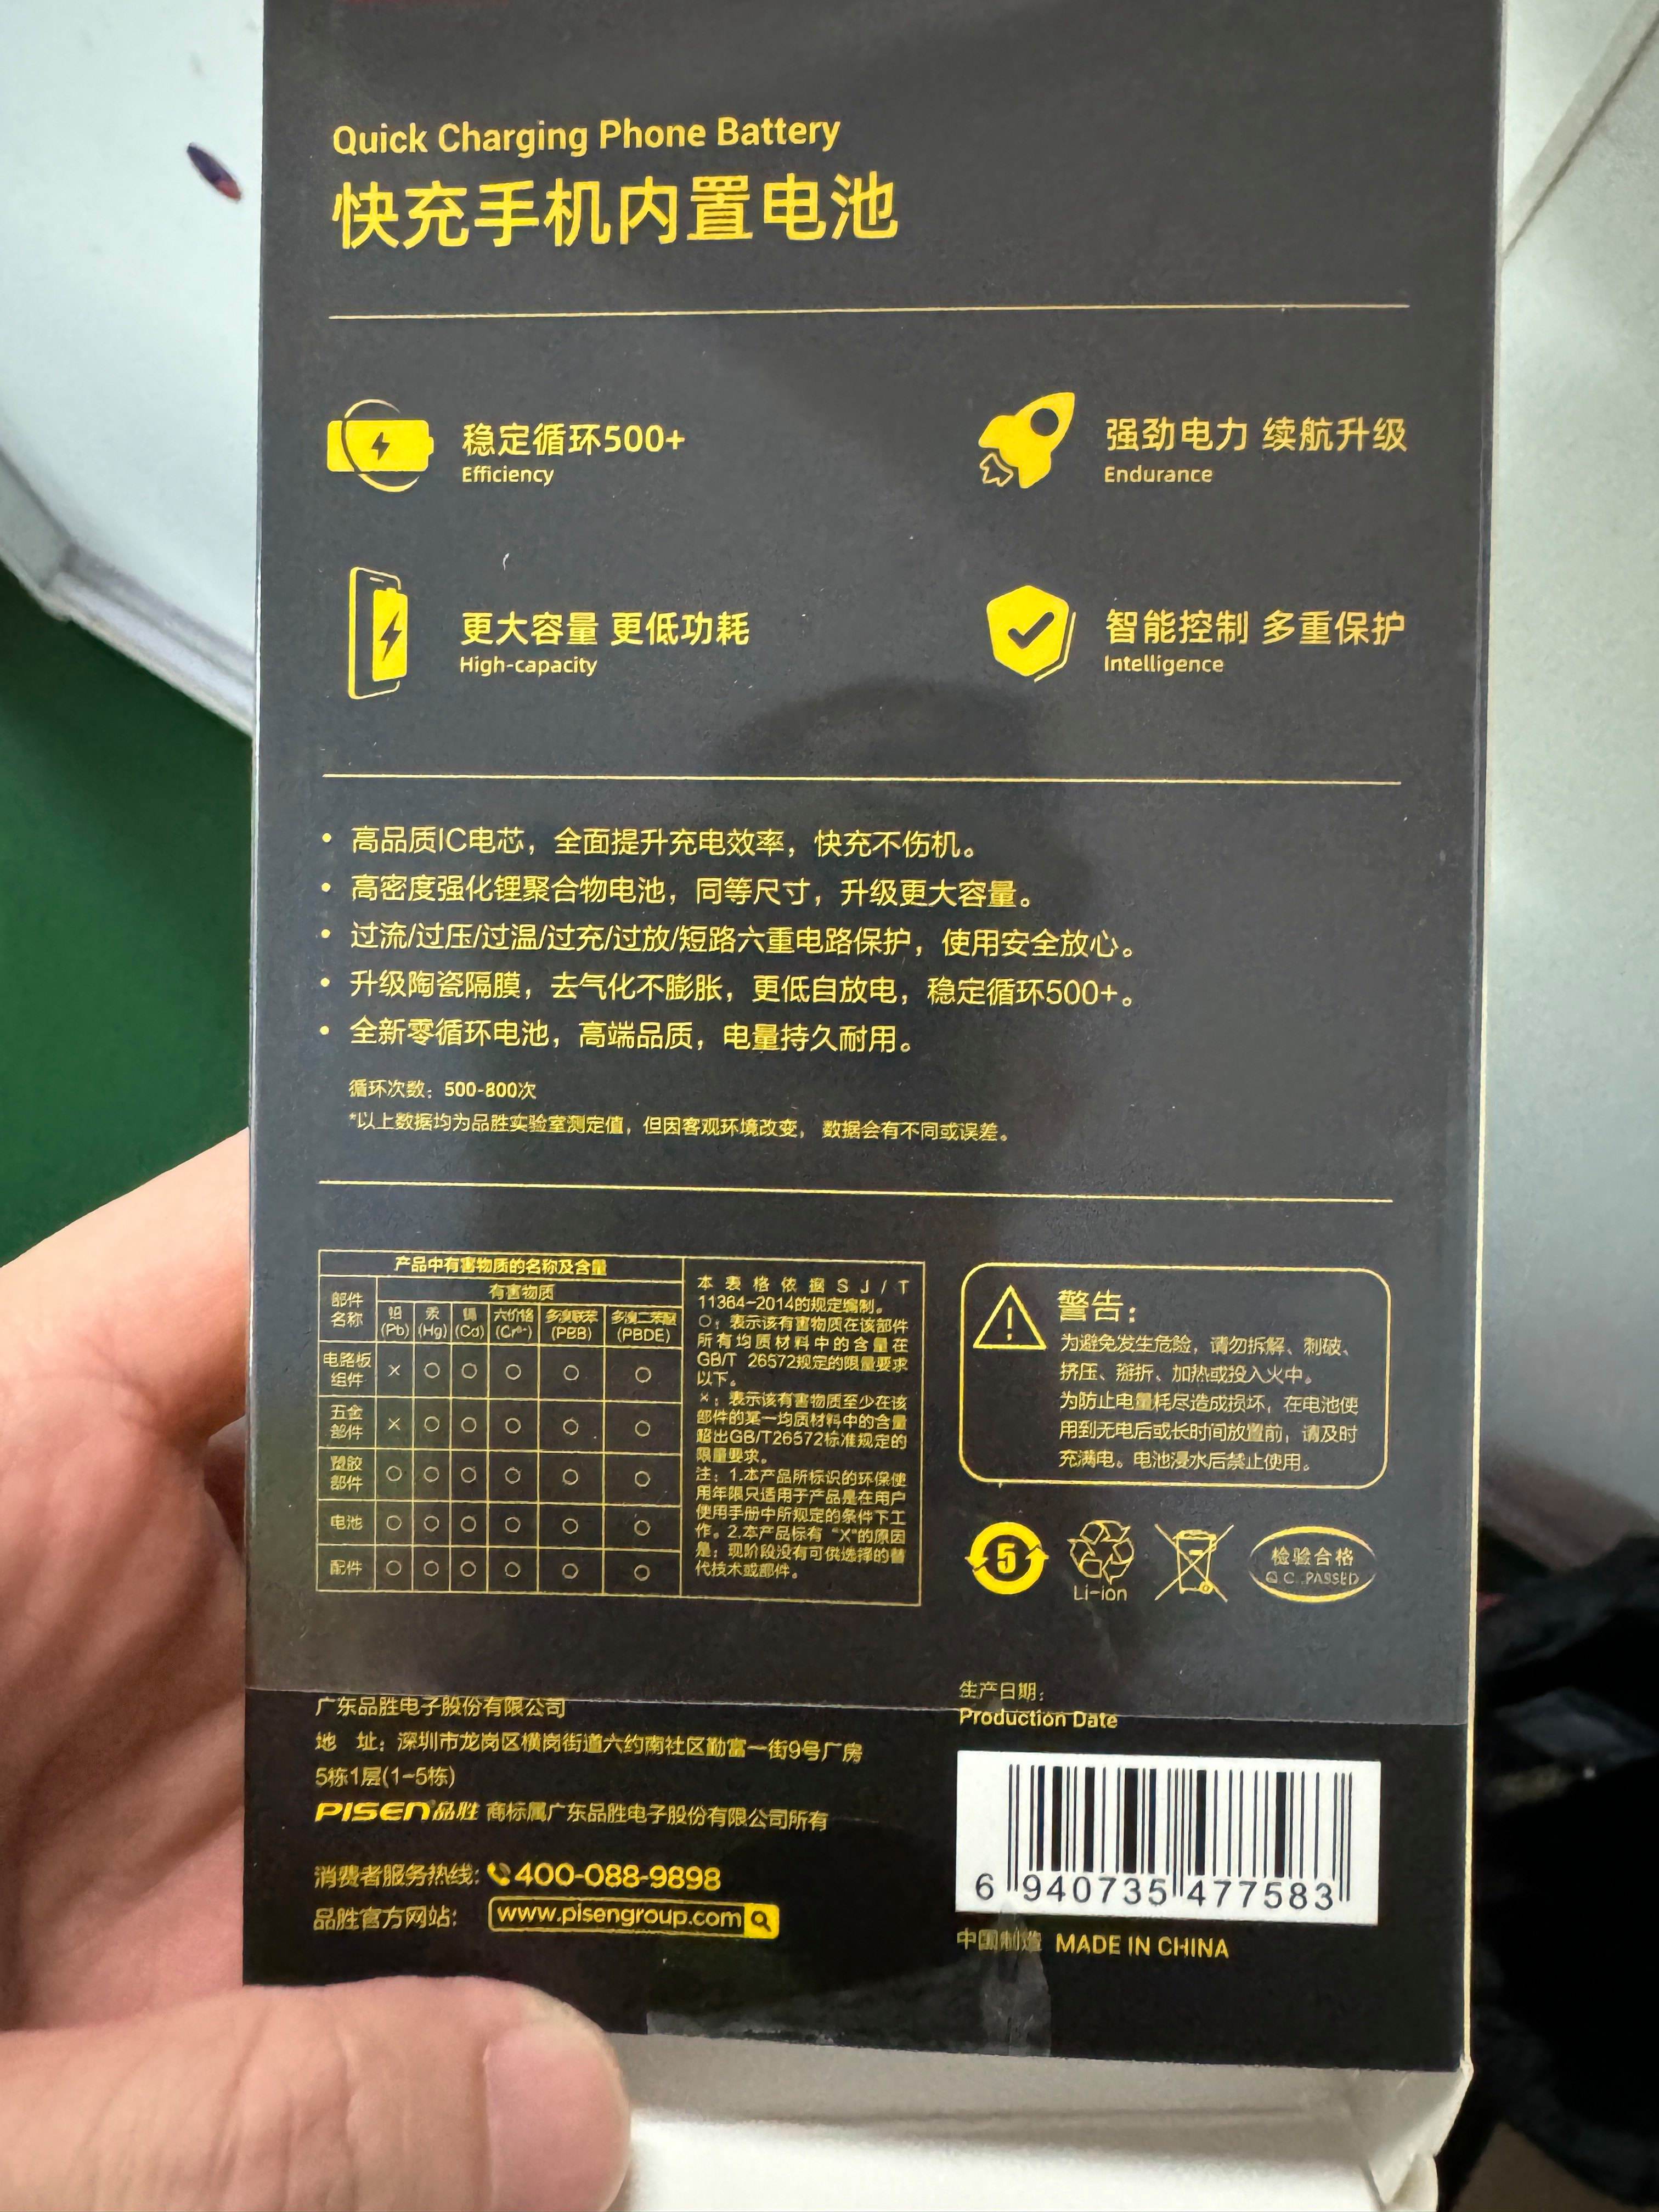 Quick Charging Phone Battery
快充手机内置电池
稳定循环500+
Efficiency
强劲电力 续航升级
Endurance
更大容量 更低功耗
High-capacity
智能控制 多重保护
Intelligence
• 高品质IC电芯，全面提升充电效率，快充不伤机。
• 高密度强化锂聚合物电池，同等尺寸，升级更大容量。
• 过流/过压/过温/过充/过放/短路六重电路保护，使用安全放心。
• 升级陶瓷隔膜，去气化不膨胀，更低自放电，稳定循环500+。
• 全新零循环电池，高端品质，电量持久耐用。
循环次数：500-800次
*以上数据均为品胜实验室测定值，但因客观环境改变， 数据会有不同或误差。
产品中有害物质的名称及含量
部件名称 有害物质
铅(Pb) 汞(Hg) 镉(Cd) 六价铬(Cr⁶⁺) 多溴联苯(PBB) 多溴二苯醚(PBDE)
电路板组件 × ○ ○ ○ ○ ○
五金部件 × ○ ○ ○ ○ ○
塑胶部件 ○ ○ ○ ○ ○ ○
电池 ○ ○ ○ ○ ○ ○
配件 ○ ○ ○ ○ ○ ○
本表格依据SJ/T
11364-2014的规定编制。
○：表示该有害物质在该部件
所有均质材料中的含量在
GB/T 26572规定的限量要求
以下。
×：表示该有害物质至少在该
部件的某一均质材料中的含量
超出GB/T26572标准规定的
限量要求。
注：1.本产品所标识的环保使
用年限只适用于产品是在用户
使用手册中所规定的条件下工
作。2.本产品标有“X”的原因
是：现阶段没有可供选择的替
代技术或部件。
警告：
为避免发生危险，请勿拆解、刺破、
挤压、掰折、加热或投入火中。
为防止电量耗尽造成损坏，在电池使
用到无电后或长时间放置前，请及时
充满电。电池浸水后禁止使用。
5
Li-ion
检验合格
Q.C.PASSED
广东品胜电子股份有限公司
地 址：深圳市龙岗区横岗街道六约南社区勤富一街9号厂房
5栋1层(1-5栋)
PISEN品胜 商标属广东品胜电子股份有限公司所有
消费者服务热线：400-088-9898
品胜官方网站： www.pisengroup.com
生产日期：
Production Date
6 940735 477583
中国制造 MADE IN CHINA